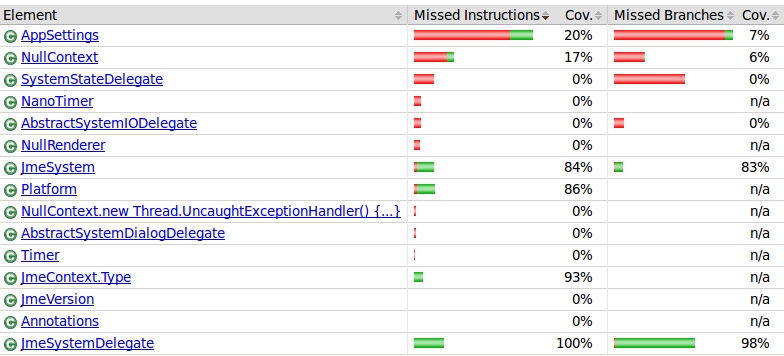 Element Missed Instructions Cov. Missed Branches Cov.
C AppSettings 20% 7%
C NullContext 17% 6%
C SystemStateDelegate 0% 0%
C NanoTimer 0% n/a
C AbstractSystemIODelegate 0% 0%
C NullRenderer 0% n/a
C JmeSystem 84% 83%
C Platform 86% n/a
C NullContext.new Thread.UncaughtExceptionHandler() {...} 0% n/a
C AbstractSystemDialogDelegate 0% n/a
C Timer 0% n/a
C JmeContext.Type 93% n/a
C JmeVersion 0% n/a
C Annotations 0% n/a
C JmeSystemDelegate 100% 98%